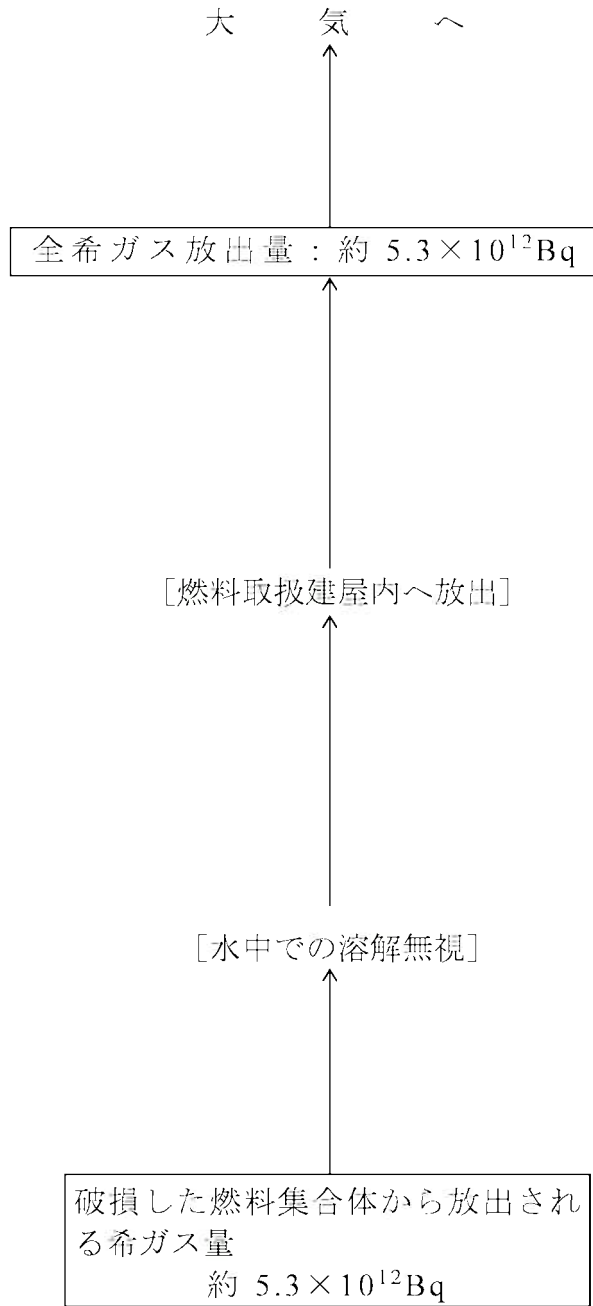 大気へ
全希ガス放出量：約 5.3×10¹²Bq
［燃料取扱建屋内へ放出］
［水中での溶解無視］
破損した燃料集合体から放出され
る希ガス量
約 5.3×10¹²Bq